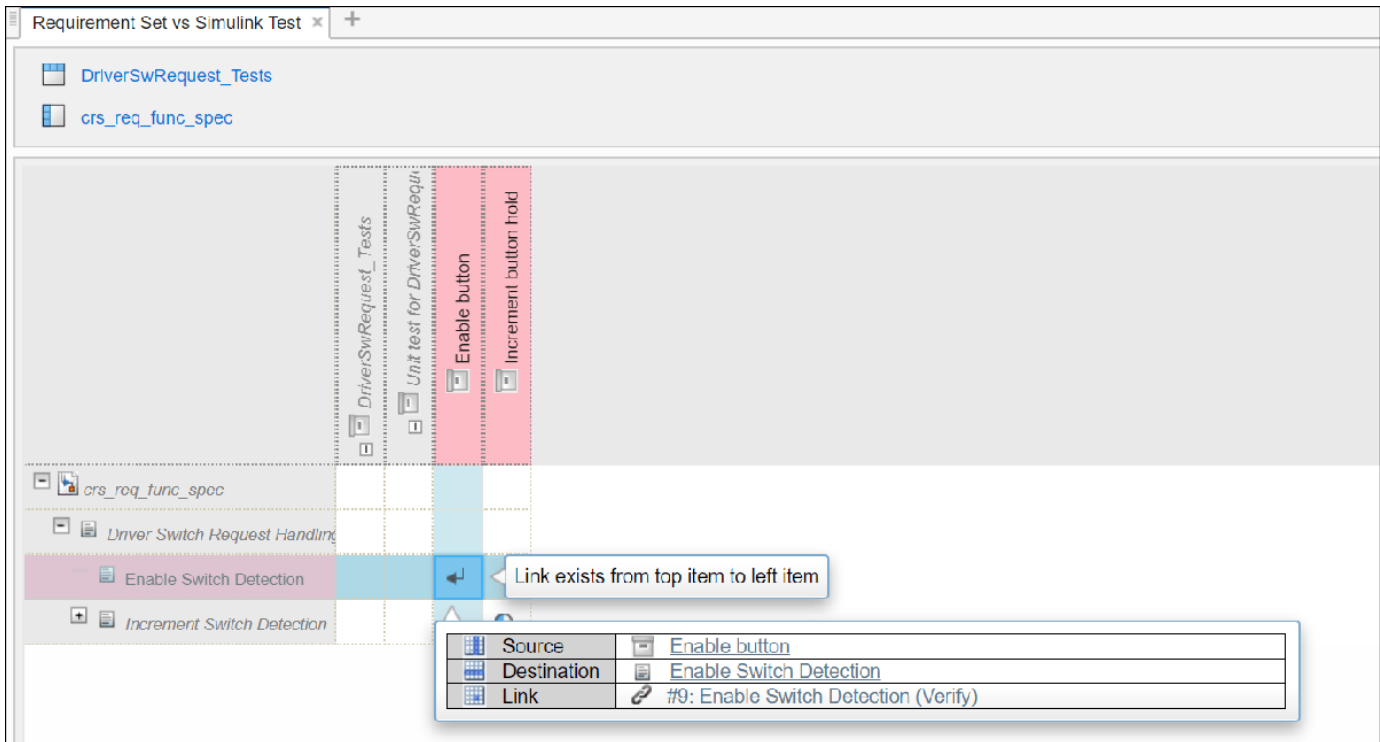 Requirement Set vs Simulink Test
DriverSwRequest_Tests
crs_req_func_spec
DriverSwRequest_Tests
Unit test for DriverSwReque
Enable button
Increment button hold
crs_req_func_spec
Driver Switch Request Handling
Enable Switch Detection
Link exists from top item to left item
Increment Switch Detection
Source Enable button
Destination Enable Switch Detection
Link #9: Enable Switch Detection (Verify)